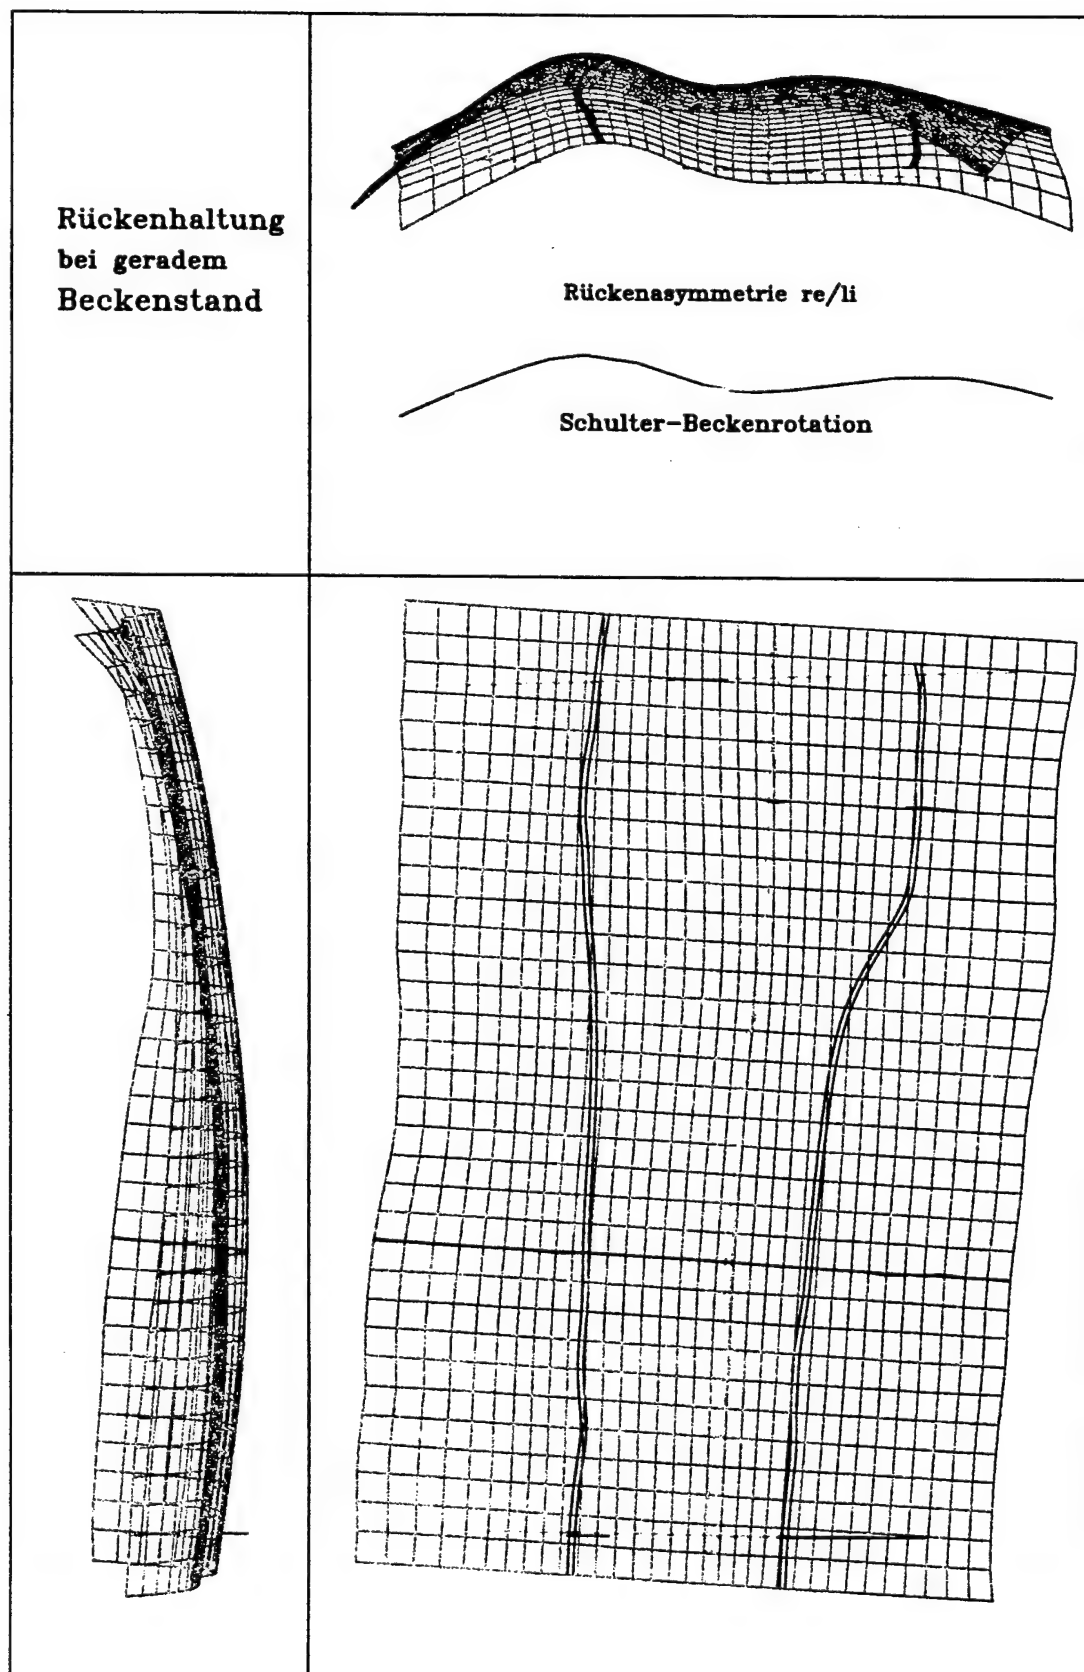 Rückenhaltung
bei geradem
Beckenstand
Rückenasymmetrie re/li
Schulter-Beckenrotation